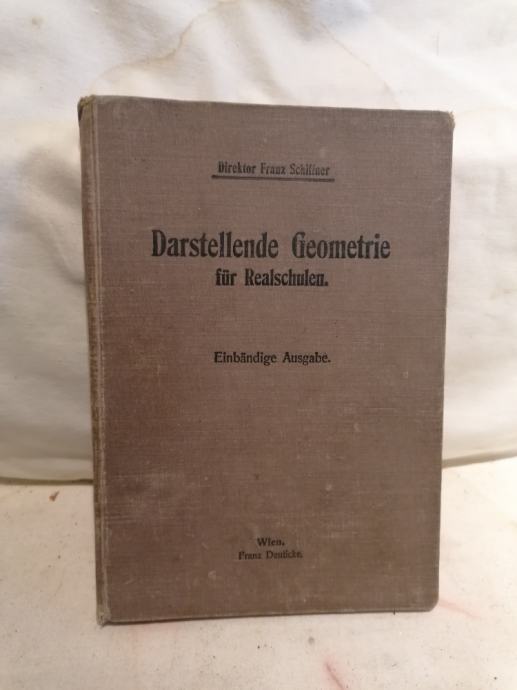 Direktor Franz Schiffner
Darstellende Geometrie
für Realschulen.
Einbändige Ausgabe.
Wien.
Franz Deuticke.